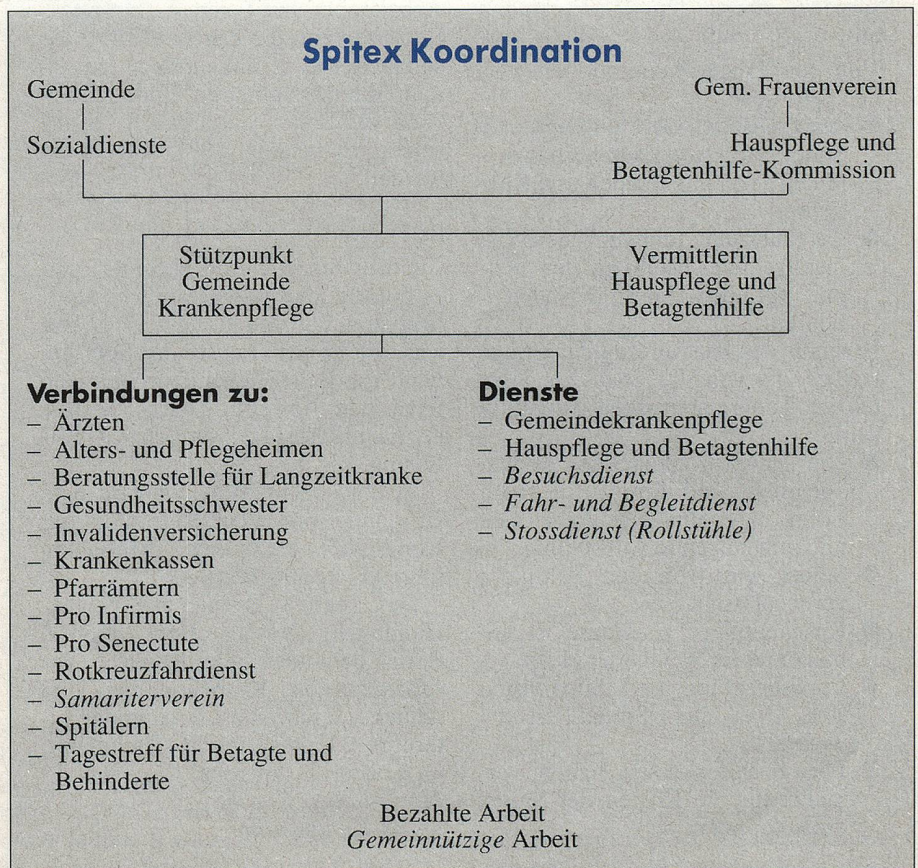 Spitex Koordination
Gemeinde
Gem. Frauenverein
Sozialdienste
Hauspflege und
Betagtenhilfe-Kommission
Stützpunkt
Gemeinde
Krankenpflege
Vermittlerin
Hauspflege und
Betagtenhilfe
Verbindungen zu:
– Ärzten
– Alters- und Pflegeheimen
– Beratungsstelle für Langzeitkranke
– Gesundheitsschwester
– Invalidenversicherung
– Krankenkassen
– Pfarrämtern
– Pro Infirmis
– Pro Senectute
– Rotkreuzfahrdienst
– Samariterverein
– Spitälern
– Tagestreff für Betagte und
Behinderte
Dienste
– Gemeindekrankenpflege
– Hauspflege und Betagtenhilfe
– Besuchsdienst
– Fahr- und Begleitdienst
– Stossdienst (Rollstühle)
Bezahlte Arbeit
Gemeinnützige Arbeit